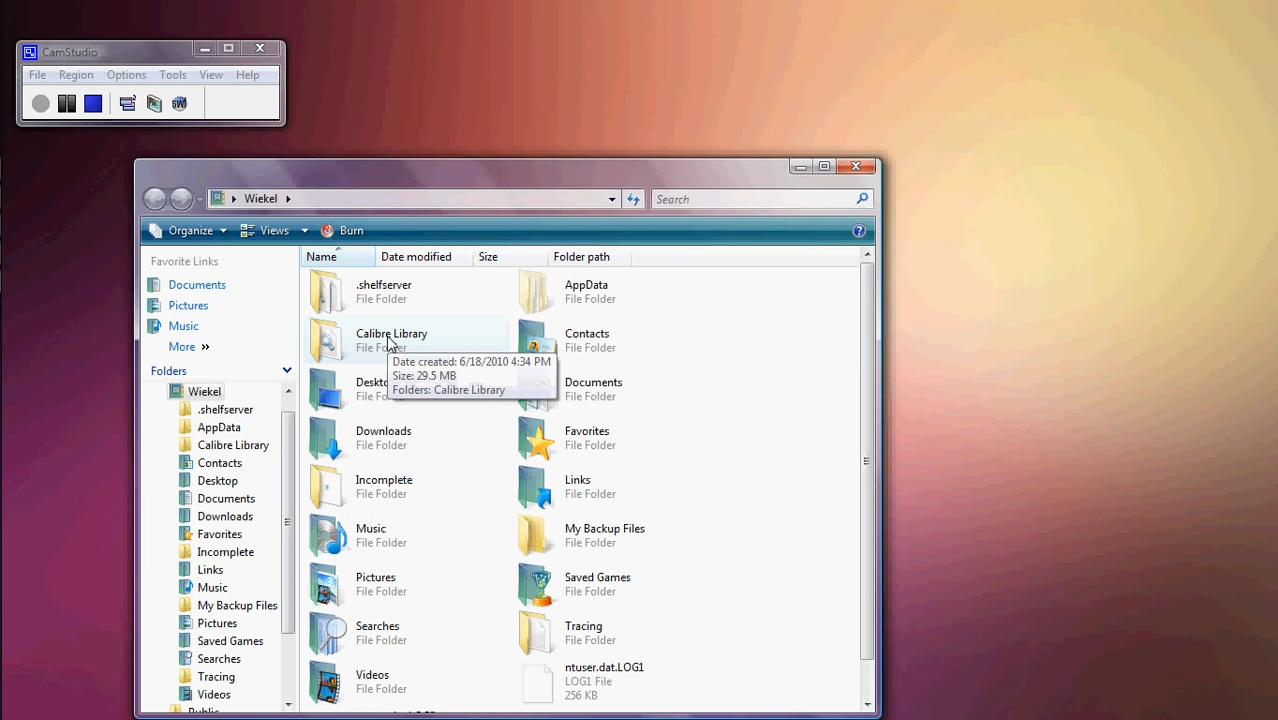 CamStudio
File Region Options Tools View Help
Wiekel
Search
Organize Views Burn
Favorite Links
Documents
Pictures
Music
More »
Folders
Wiekel
.shelfserver
AppData
Calibre Library
Contacts
Desktop
Documents
Downloads
Favorites
Incomplete
Links
Music
My Backup Files
Pictures
Saved Games
Searches
Tracing
Videos
Public
Name Date modified Size Folder path
.shelfserver
File Folder
AppData
File Folder
Calibre Library
File Folder
Contacts
File Folder
Date created: 6/18/2010 4:34 PM
Size: 29.5 MB
Folders: Calibre Library
Documents
Downloads
File Folder
Favorites
File Folder
Incomplete
File Folder
Links
File Folder
Music
File Folder
My Backup Files
File Folder
Pictures
File Folder
Saved Games
File Folder
Searches
File Folder
Tracing
File Folder
Videos
File Folder
ntuser.dat.LOG1
LOG1 File
256 KB